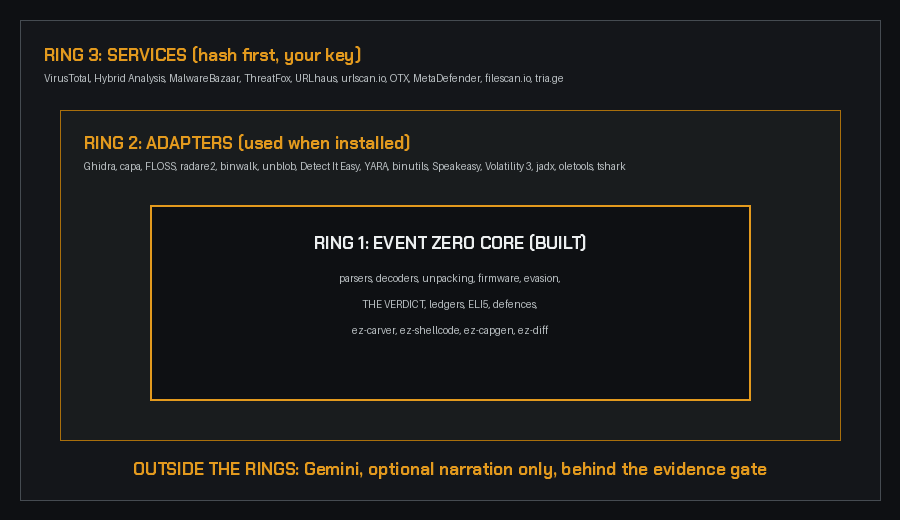 RING 3: SERVICES (hash first, your key)
VirusTotal, Hybrid Analysis, MalwareBazaar, ThreatFox, URLhaus, urlscan.io, OTX, MetaDefender, filescan.io, tria.ge
RING 2: ADAPTERS (used when installed)
Ghidra, capa, FLOSS, radare2, binwalk, unblob, Detect It Easy, YARA, binutils, Speakeasy, Volatility 3, jadx, oletools, tshark
RING 1: EVENT ZERO CORE (BUILT)
parsers, decoders, unpacking, firmware, evasion,
THE VERDICT, ledgers, ELI5, defences,
ez-carver, ez-shellcode, ez-capgen, ez-diff
OUTSIDE THE RINGS: Gemini, optional narration only, behind the evidence gate